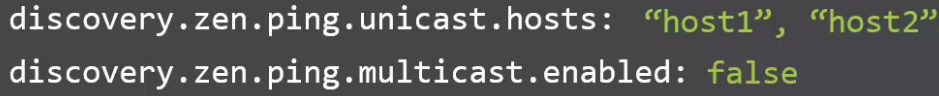 discovery.zen.ping.unicast.hosts: “host1”, “host2”
discovery.zen.ping.multicast.enabled: false